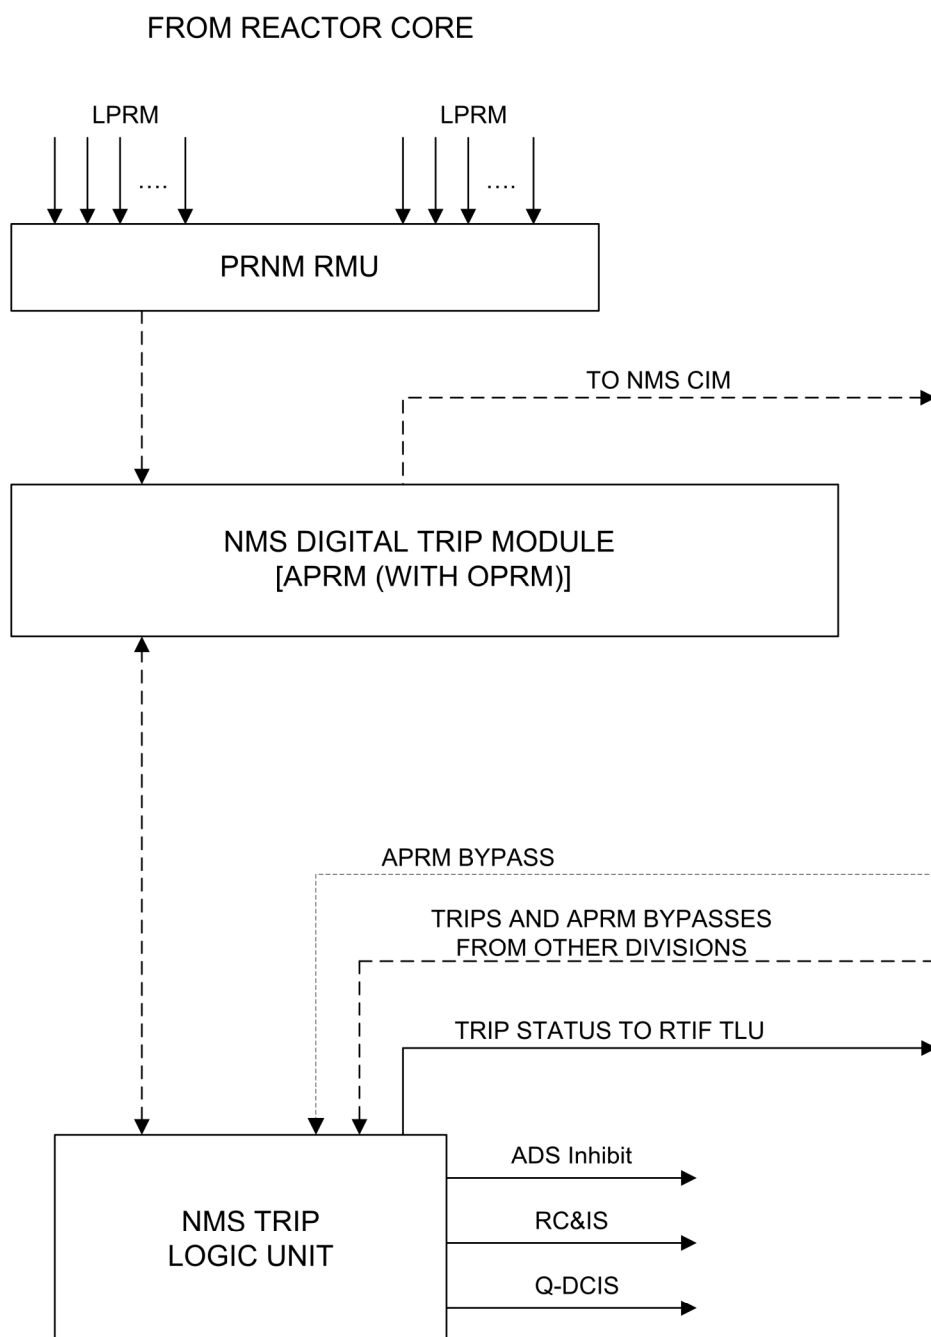 FROM REACTOR CORE
LPRM LPRM
.... ....
PRNM RMU
TO NMS CIM
NMS DIGITAL TRIP MODULE
[APRM (WITH OPRM)]
APRM BYPASS
TRIPS AND APRM BYPASSES
FROM OTHER DIVISIONS
TRIP STATUS TO RTIF TLU
ADS Inhibit
RC&IS
NMS TRIP
LOGIC UNIT
Q-DCIS